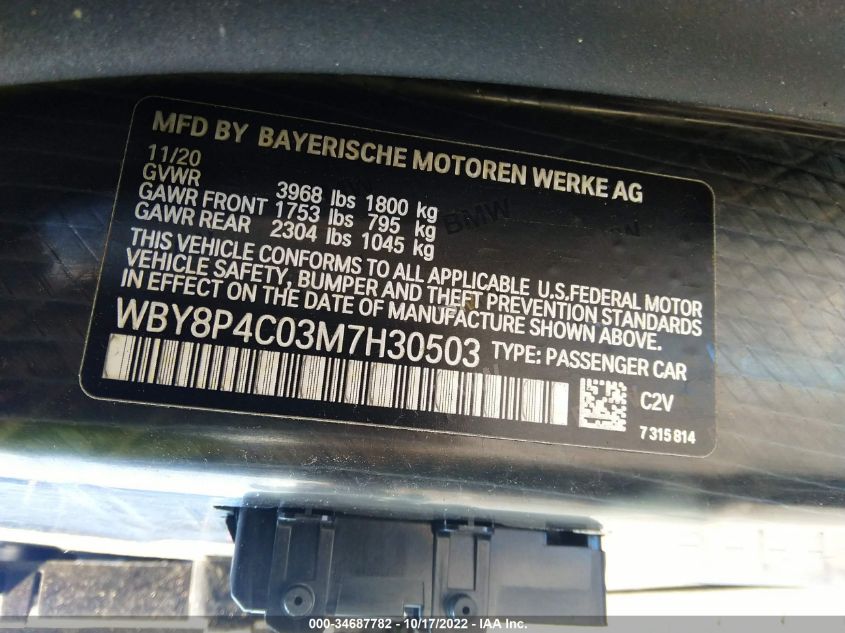 MFD BY BAYERISCHE MOTOREN WERKE AG
11/20
GVWR 3968 lbs 1800 kg
GAWR FRONT 1753 lbs 795 kg
GAWR REAR 2304 lbs 1045 kg
THIS VEHICLE CONFORMS TO ALL APPLICABLE U.S.FEDERAL MOTOR
VEHICLE SAFETY, BUMPER AND THEFT PREVENTION STANDARDS
IN EFFECT ON THE DATE OF MANUFACTURE SHOWN ABOVE.
WBY8P4C03M7H30503 TYPE: PASSENGER CAR
C2V
7 315 814
000-34687782 - 10/17/2022 - IAA Inc.